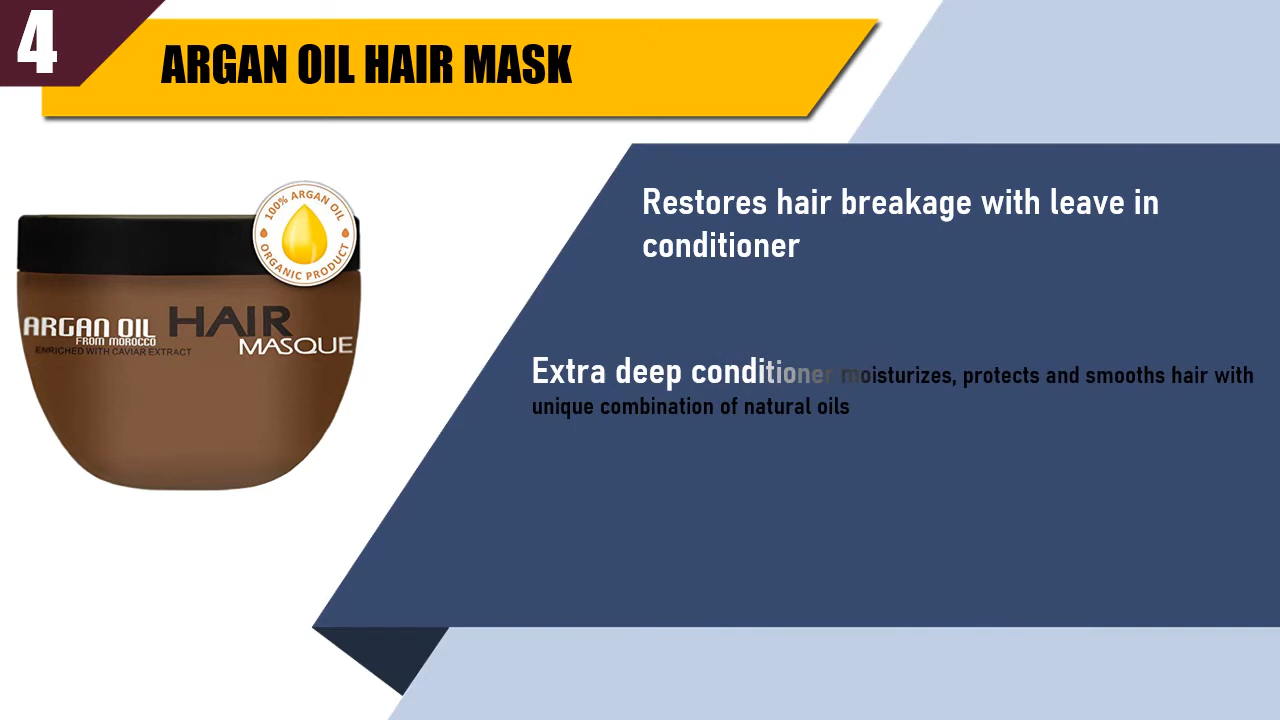 4
ARGAN OIL HAIR MASK
Restores hair breakage with leave in
conditioner
100% ARGAN OIL
ORGANIC PRODUCT
ARGAN OIL HAIR
FROM MOROCCO
MASQUE
ENRICHED WITH CAVIAR EXTRACT
Extra deep conditioner moisturizes, protects and smooths hair with
unique combination of natural oils